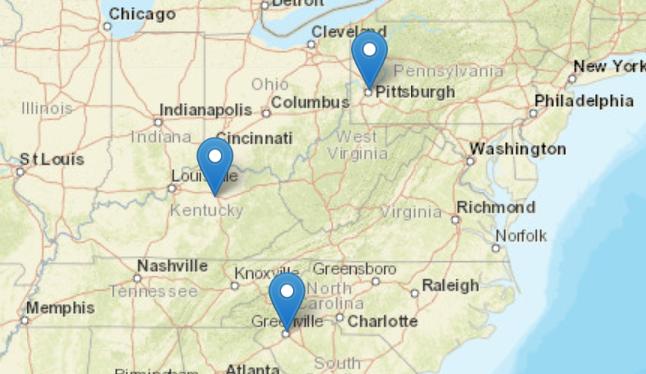 Detroit
Chicago
Cleveland
Pennsylvania
New York
Ohio
Pittsburgh
Columbus
Philadelphia
Illinois
Indianapolis
Indiana
Cincinnati
West
Virginia
Washington
St Louis
Louisville
Kentucky
Virginia
Richmond
Norfolk
Nashville
Knoxville
Greensboro
Tennessee
North
Carolina
Raleigh
Memphis
Greenville
Charlotte
Atlanta
South
Birmingham